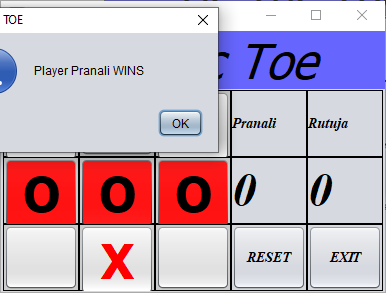 TOE
Player Pranali WINS
OK
c Toe
Pranali
Rutuja
O O O 0 0
X RESET EXIT